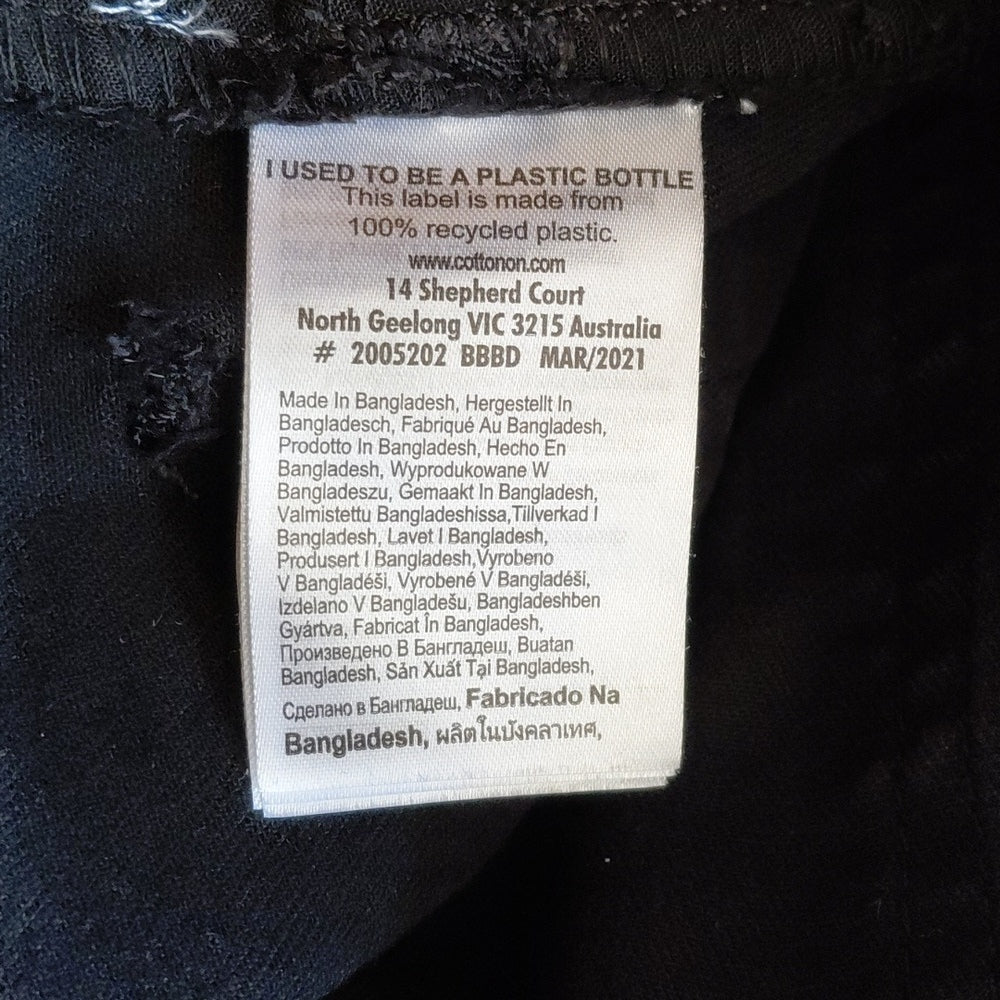 I USED TO BE A PLASTIC BOTTLE
This label is made from
100% recycled plastic.
www.cottonon.com
14 Shepherd Court
North Geelong VIC 3215 Australia
# 2005202 BBBD MAR/2021
Made In Bangladesh, Hergestellt In
Bangladesch, Fabriqué Au Bangladesh,
Prodotto In Bangladesh, Hecho En
Bangladesh, Wyprodukowane W
Bangladeszu, Gemaakt In Bangladesh,
Valmistettu Bangladeshissa,Tillverkad I
Bangladesh, Lavet I Bangladesh,
Produsert I Bangladesh,Vyrobeno
V Bangladéši, Vyrobené V Bangladéši,
Izdelano V Bangladešu, Bangladeshben
Gyártva, Fabricat În Bangladesh,
Произведено В Бангладеш, Buatan
Bangladesh, Sản Xuất Tại Bangladesh,
Сделано в Бангладеш, Fabricado Na
Bangladesh, ผลิตในบังคลาเทศ,